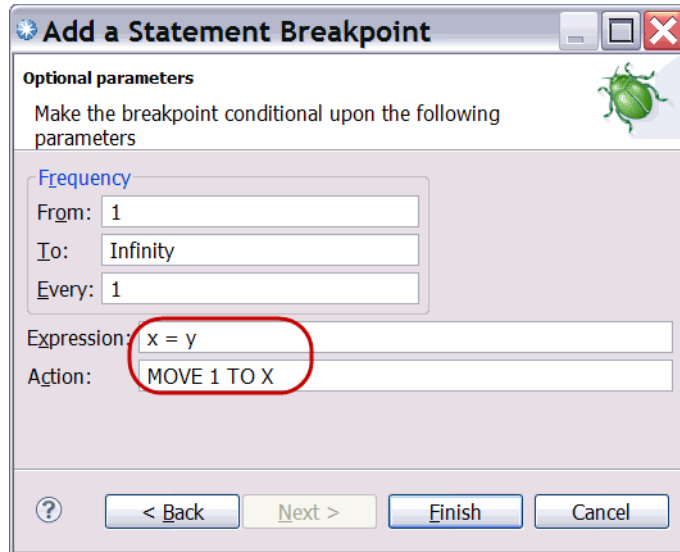 Add a Statement Breakpoint
Optional parameters
Make the breakpoint conditional upon the following
parameters
Frequency
From: 1
To: Infinity
Every: 1
Expression: x = y
Action: MOVE 1 TO X
? < Back Next > Finish Cancel